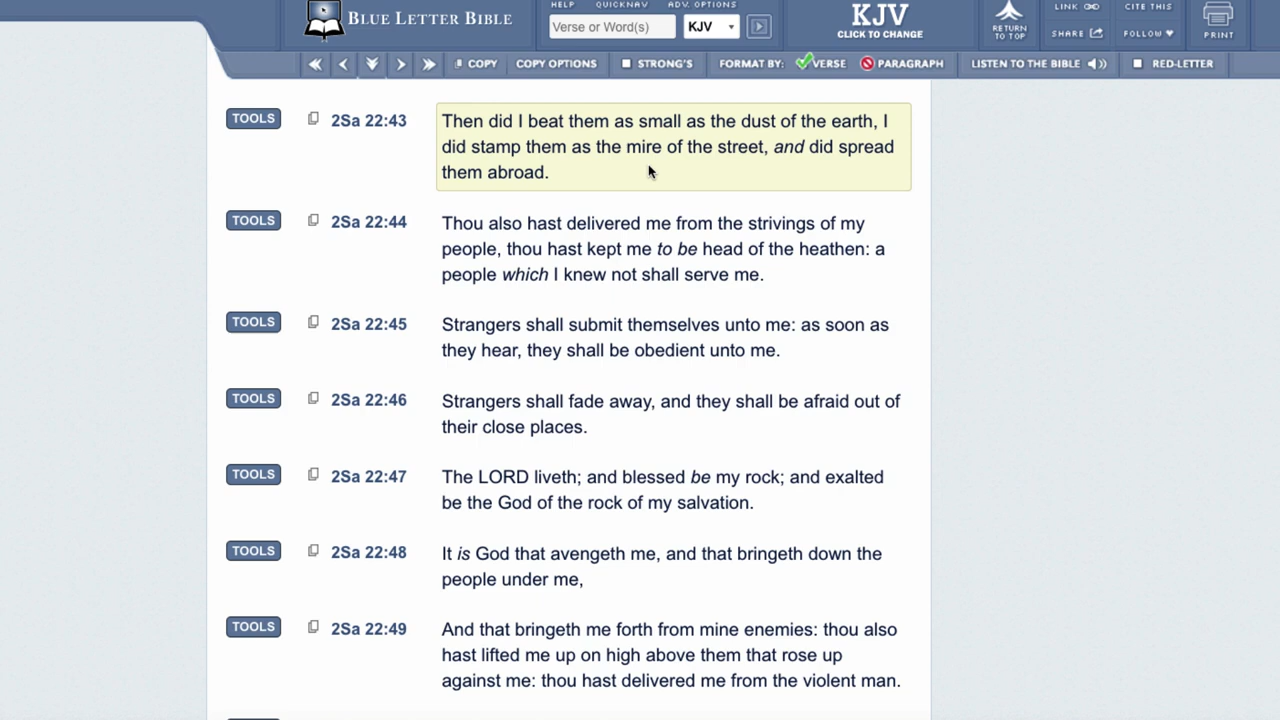 HELP QUICKNAV ADV. OPTIONS
LINK CITE THIS
BLUE LETTER BIBLE Verse or Word(s) KJV
KJV
CLICK TO CHANGE
RETURN
TO TOP
SHARE FOLLOW PRINT
COPY COPY OPTIONS STRONG'S FORMAT BY: VERSE PARAGRAPH LISTEN TO THE BIBLE RED-LETTER
TOOLS 2Sa 22:43 Then did I beat them as small as the dust of the earth, I
did stamp them as the mire of the street, and did spread
them abroad.
TOOLS 2Sa 22:44 Thou also hast delivered me from the strivings of my
people, thou hast kept me to be head of the heathen: a
people which I knew not shall serve me.
TOOLS 2Sa 22:45 Strangers shall submit themselves unto me: as soon as
they hear, they shall be obedient unto me.
TOOLS 2Sa 22:46 Strangers shall fade away, and they shall be afraid out of
their close places.
TOOLS 2Sa 22:47 The LORD liveth; and blessed be my rock; and exalted
be the God of the rock of my salvation.
TOOLS 2Sa 22:48 It is God that avengeth me, and that bringeth down the
people under me,
TOOLS 2Sa 22:49 And that bringeth me forth from mine enemies: thou also
hast lifted me up on high above them that rose up
against me: thou hast delivered me from the violent man.